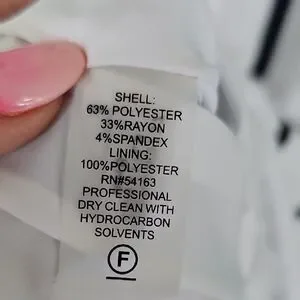 SHELL:
63% POLYESTER
33%RAYON
4%SPANDEX
LINING:
100%POLYESTER
RN#54163
PROFESSIONAL
DRY CLEAN WITH
HYDROCARBON
SOLVENTS
F